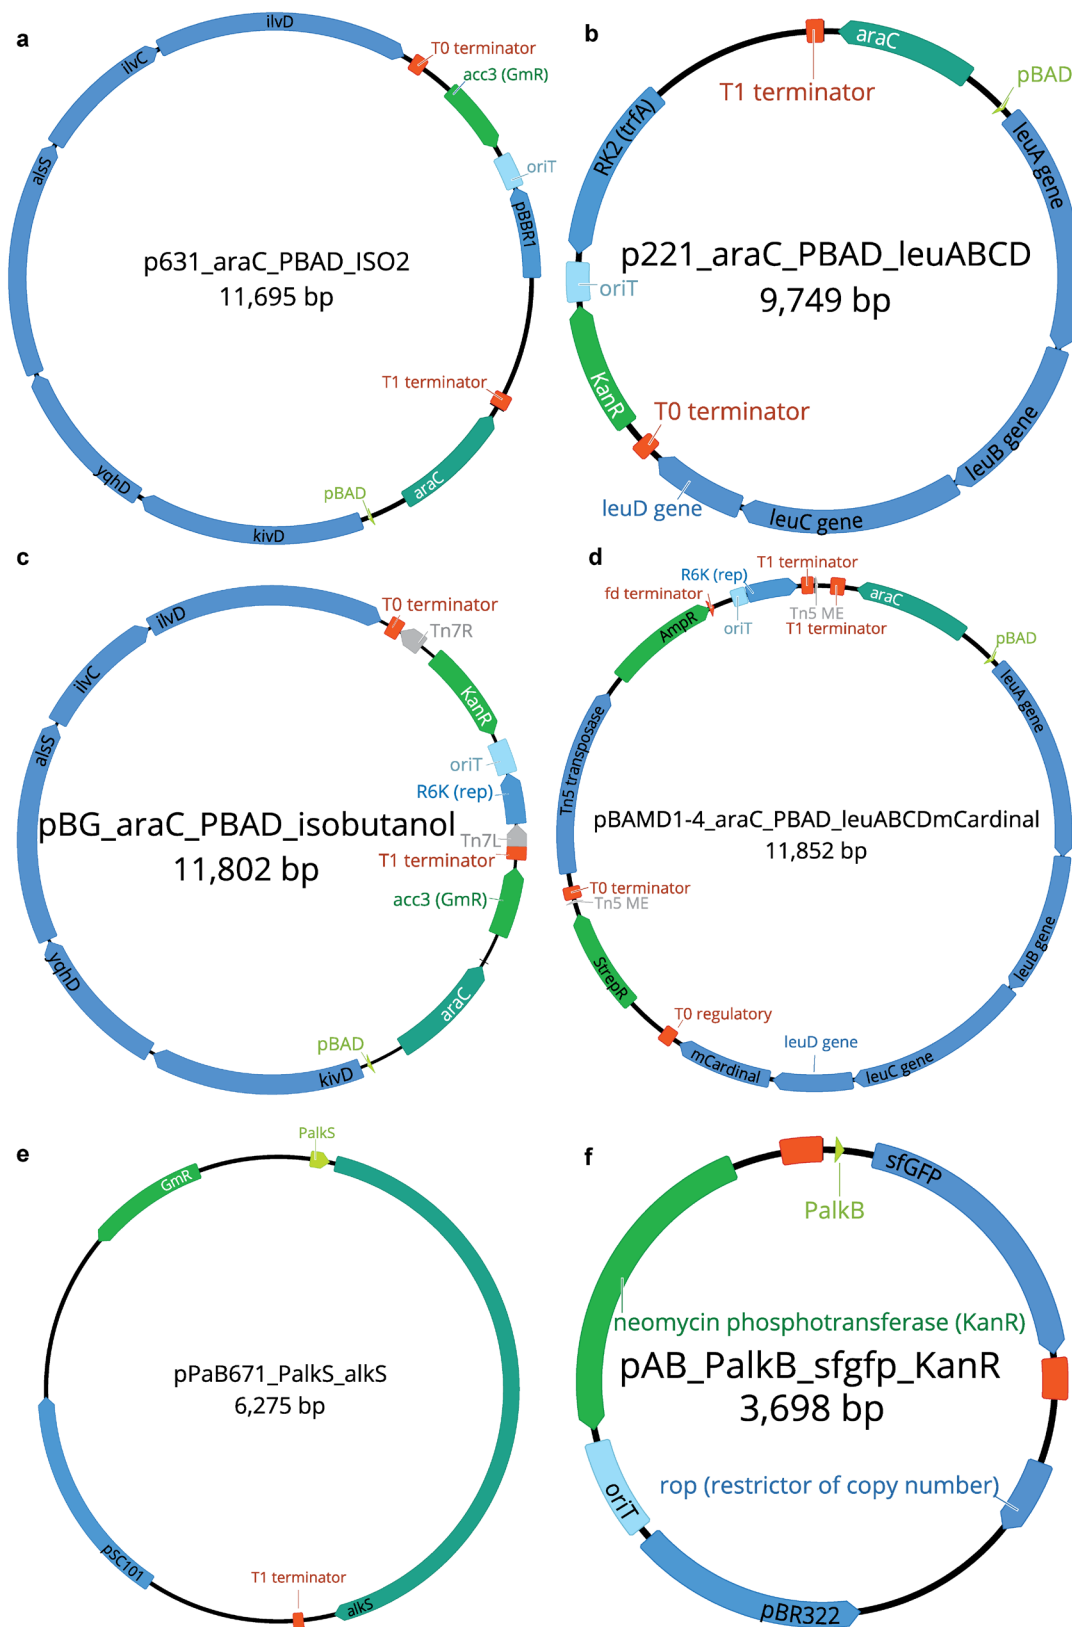 a
ilvD
T0 terminator
acc3 (GmR)
oriT
pBBR1
ilvC
alsS
p631_araC_PBAD_ISO2
11,695 bp
T1 terminator
araC
pBAD
kivD
yqhD
b
araC
pBAD
T1 terminator
leuA gene
RK2 (trfA)
p221_araC_PBAD_leuABCD
9,749 bp
oriT
KanR
T0 terminator
leuB gene
leuD gene
leuC gene
c
ilvD
T0 terminator
Tn7R
ilvC
KanR
alsS
oriT
R6K (rep)
pBG_araC_PBAD_isobutanol
11,802 bp
Tn7L
T1 terminator
acc3 (GmR)
yqhD
araC
pBAD
kivD
d
T1 terminator
R6K (rep)
fd terminator
araC
Tn5 ME
oriT
T1 terminator
AmpR
pBAD
leuA gene
Tn5 transposase
pBAMD1-4_araC_PBAD_leuABCDmCardinal
11,852 bp
T0 terminator
Tn5 ME
StrepR
leuB gene
T0 regulatory
leuD gene
mCardinal
leuC gene
e
PalkS
GmR
pPaB671_PalkS_alkS
6,275 bp
pSC101
T1 terminator
alkS
f
sfGFP
PalkB
neomycin phosphotransferase (KanR)
pAB_PalkB_sfgfp_KanR
3,698 bp
rop (restrictor of copy number)
oriT
pBR322